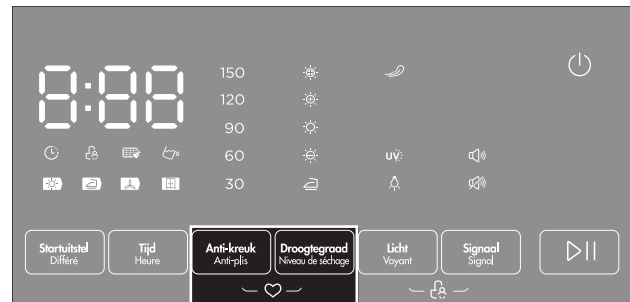 8:88
150
120
90
60 UV
30
Startuitstel Tijd Anti-kreuk Droogtegraad Licht Signaal
Différé Heure Anti-plis Niveau de séchage Voyant Signal